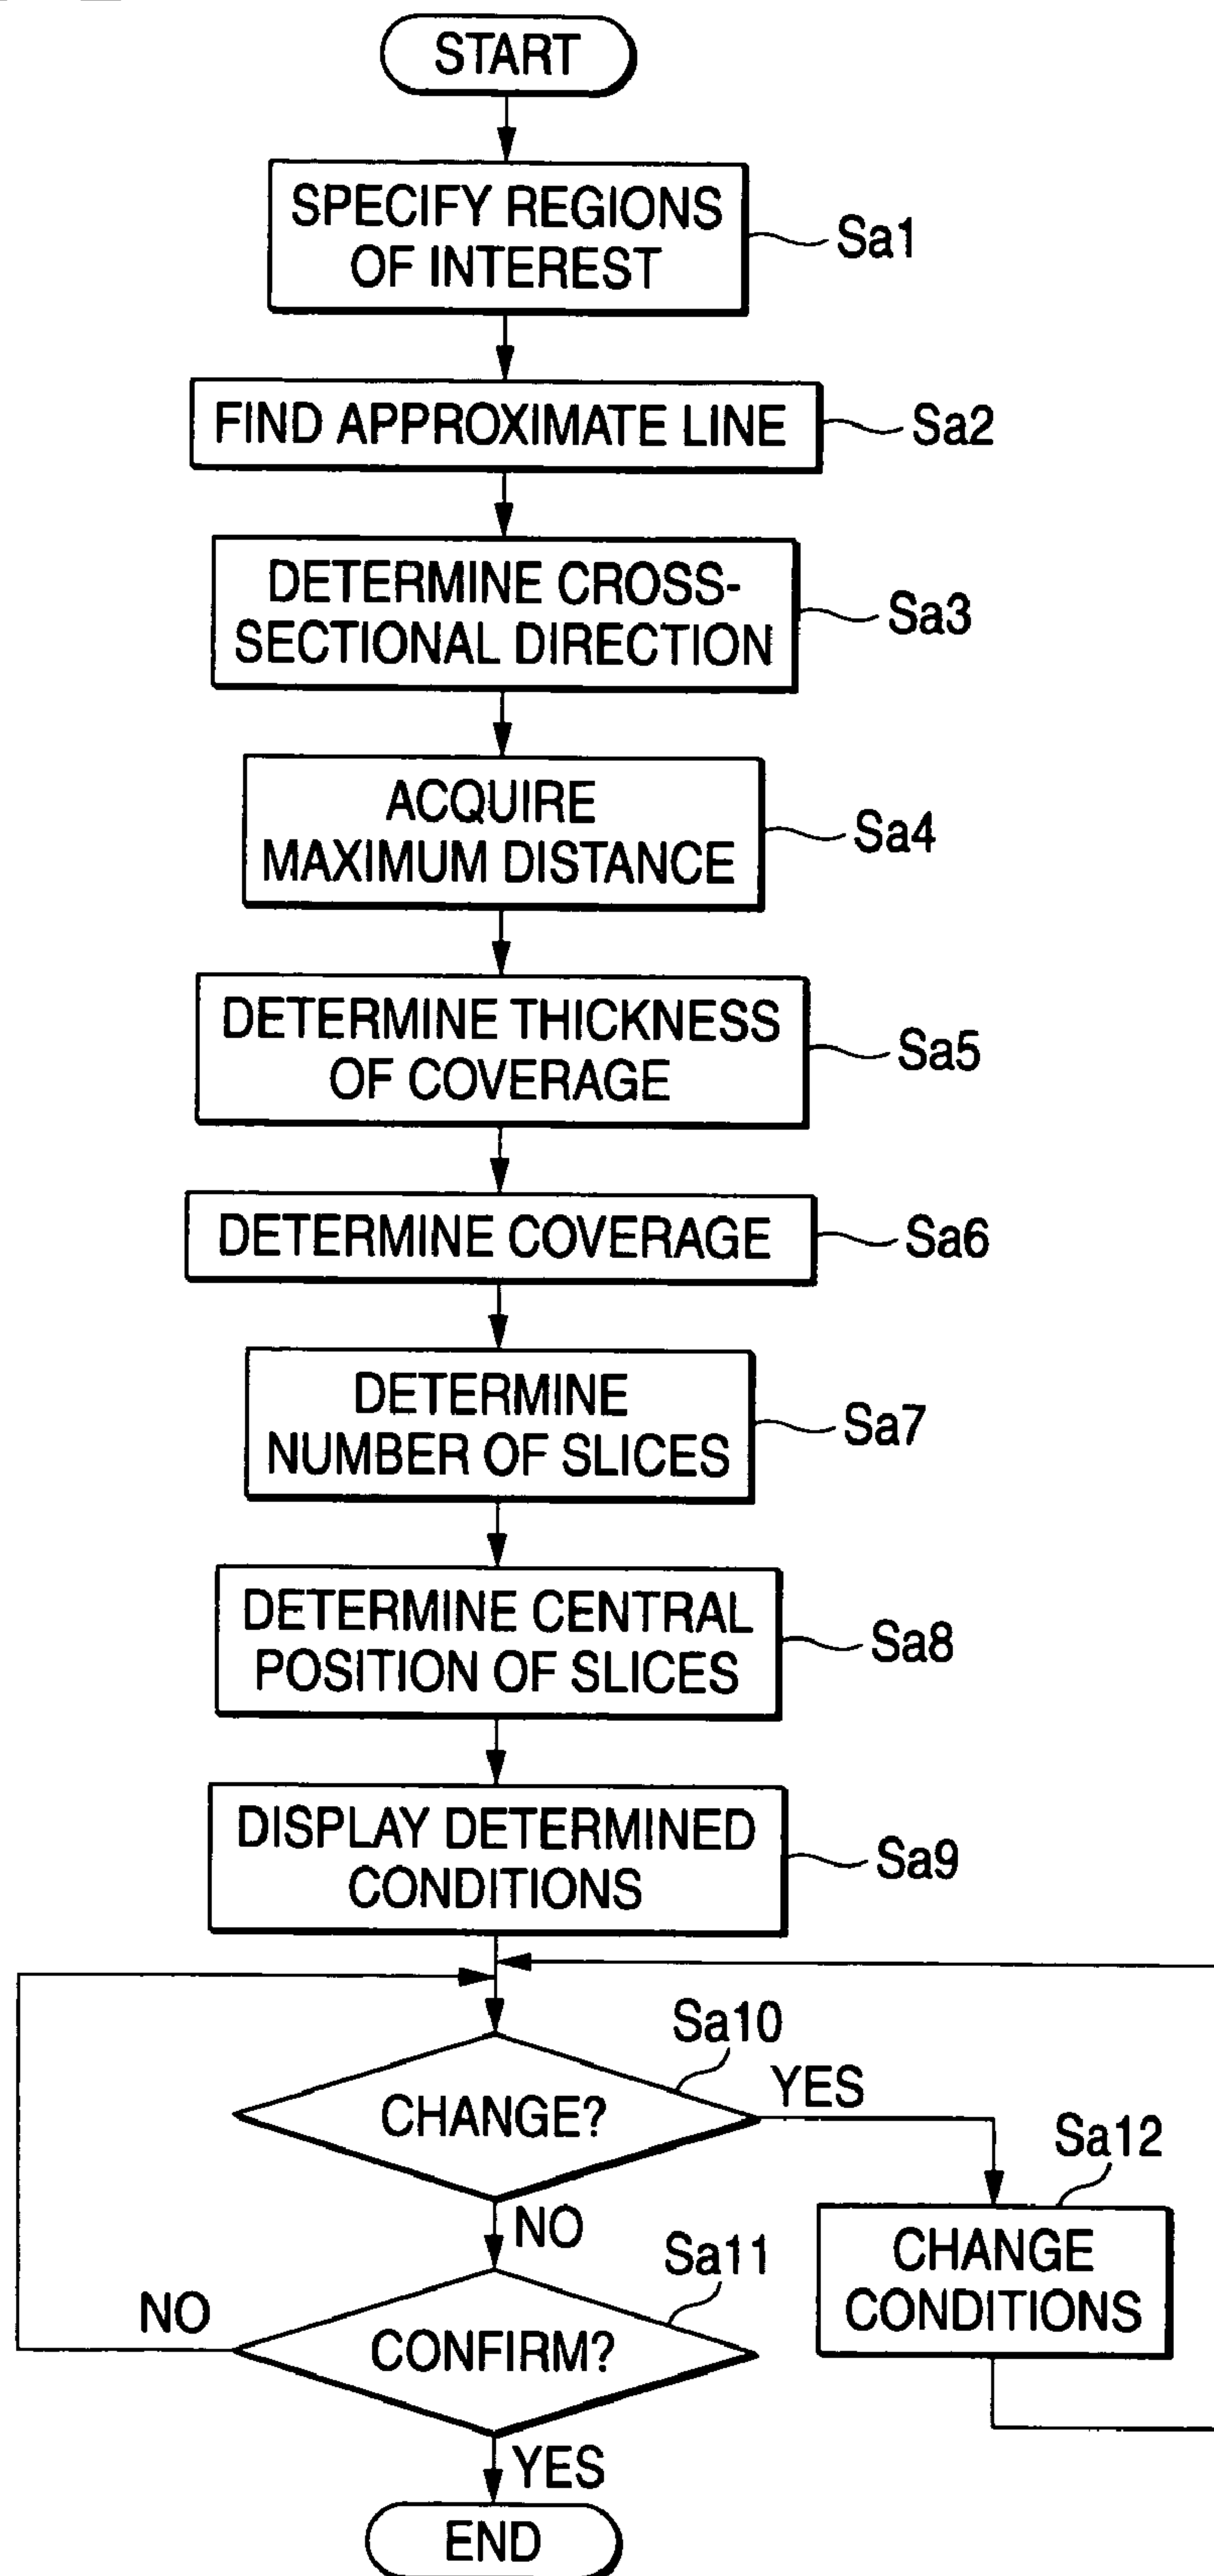 START
SPECIFY REGIONS
OF INTEREST
Sa1
FIND APPROXIMATE LINE
Sa2
DETERMINE CROSS-
SECTIONAL DIRECTION
Sa3
ACQUIRE
MAXIMUM DISTANCE
Sa4
DETERMINE THICKNESS
OF COVERAGE
Sa5
DETERMINE COVERAGE
Sa6
DETERMINE
NUMBER OF SLICES
Sa7
DETERMINE CENTRAL
POSITION OF SLICES
Sa8
DISPLAY DETERMINED
CONDITIONS
Sa9
Sa10
CHANGE?
YES
Sa12
CHANGE
CONDITIONS
NO
Sa11
CONFIRM?
NO
YES
END